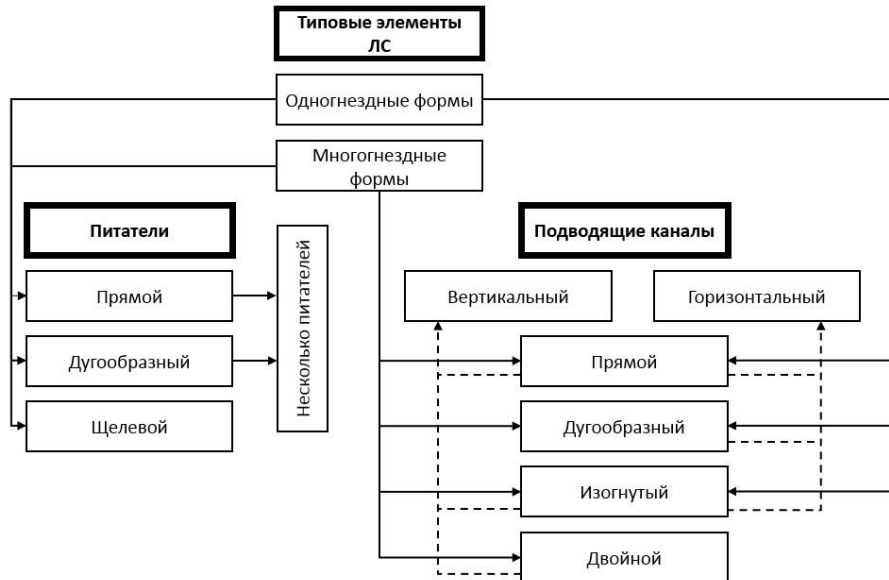 Типовые элементы
ЛС
Одногнездные формы
Многогнездные
формы
Питатели
Прямой
Дугообразный
Щелевой
Несколько питателей
Подводящие каналы
Вертикальный
Горизонтальный
Прямой
Дугообразный
Изогнутый
Двойной